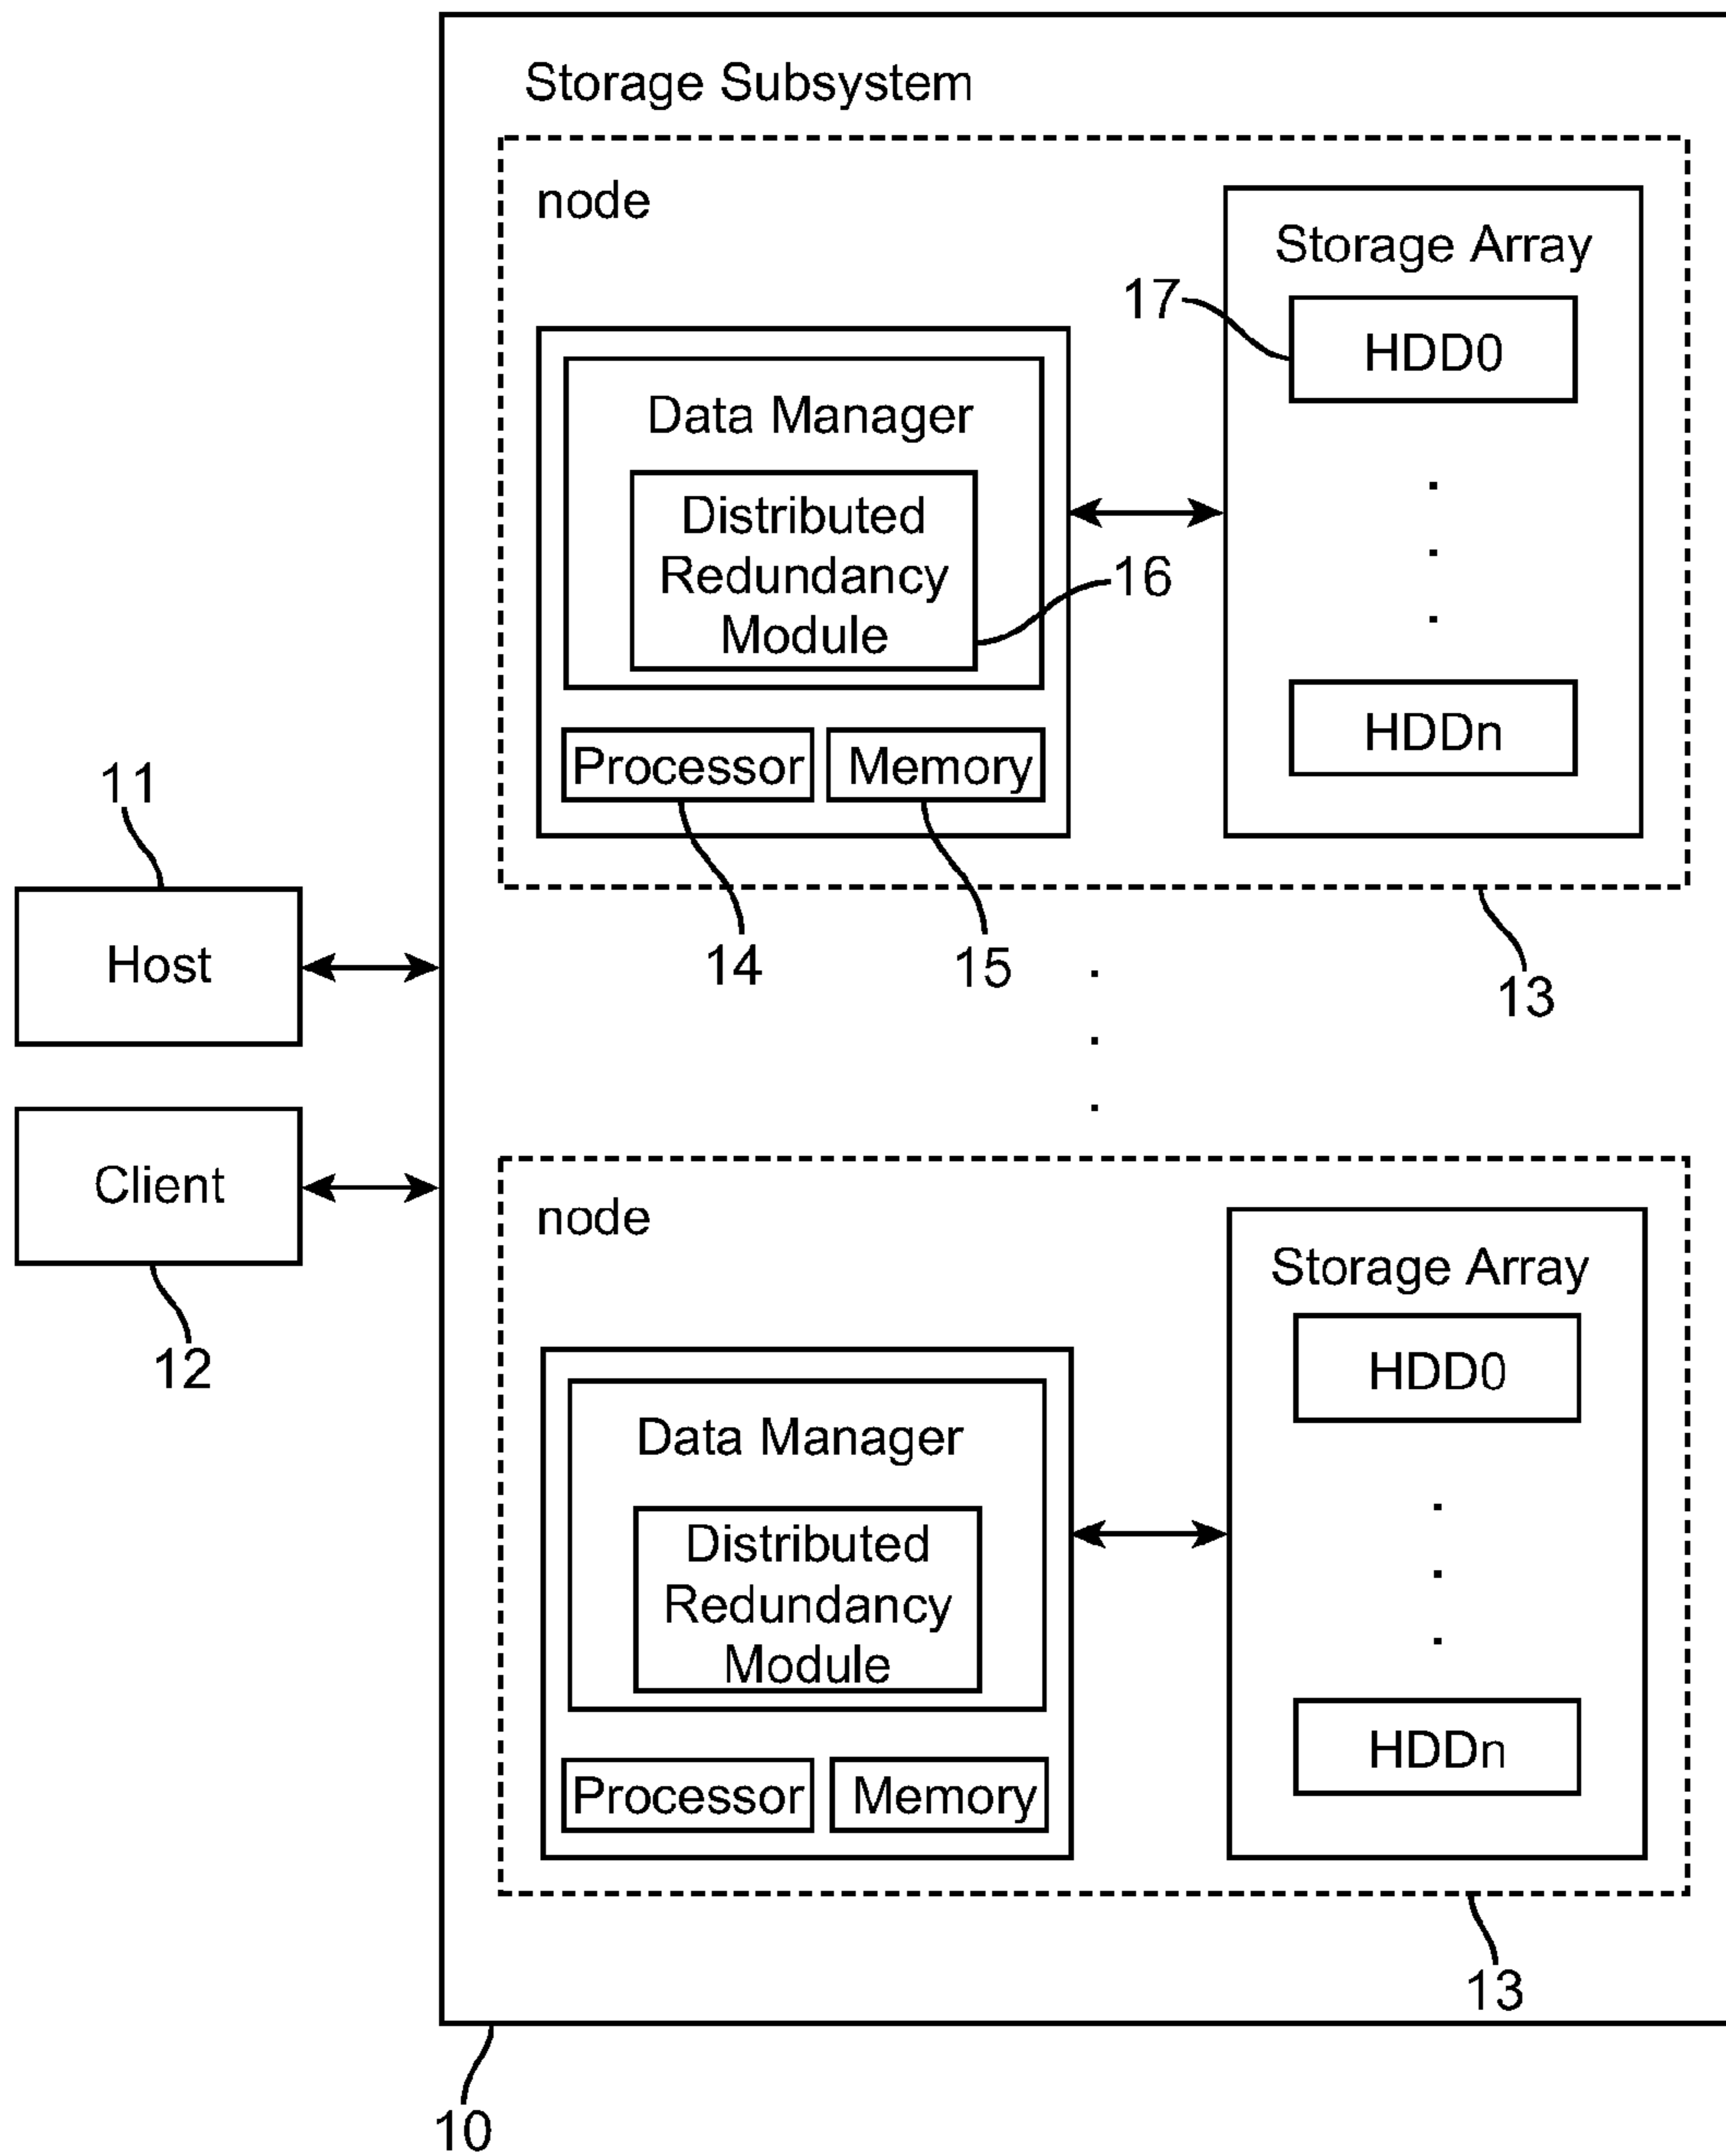 Storage Subsystem
node
Storage Array
17
HDD0
Data Manager
Distributed
Redundancy
Module
16
HDDn
Processor
Memory
11
Host
14
15
13
Client
12
node
Storage Array
HDD0
Data Manager
Distributed
Redundancy
Module
HDDn
Processor
Memory
13
10